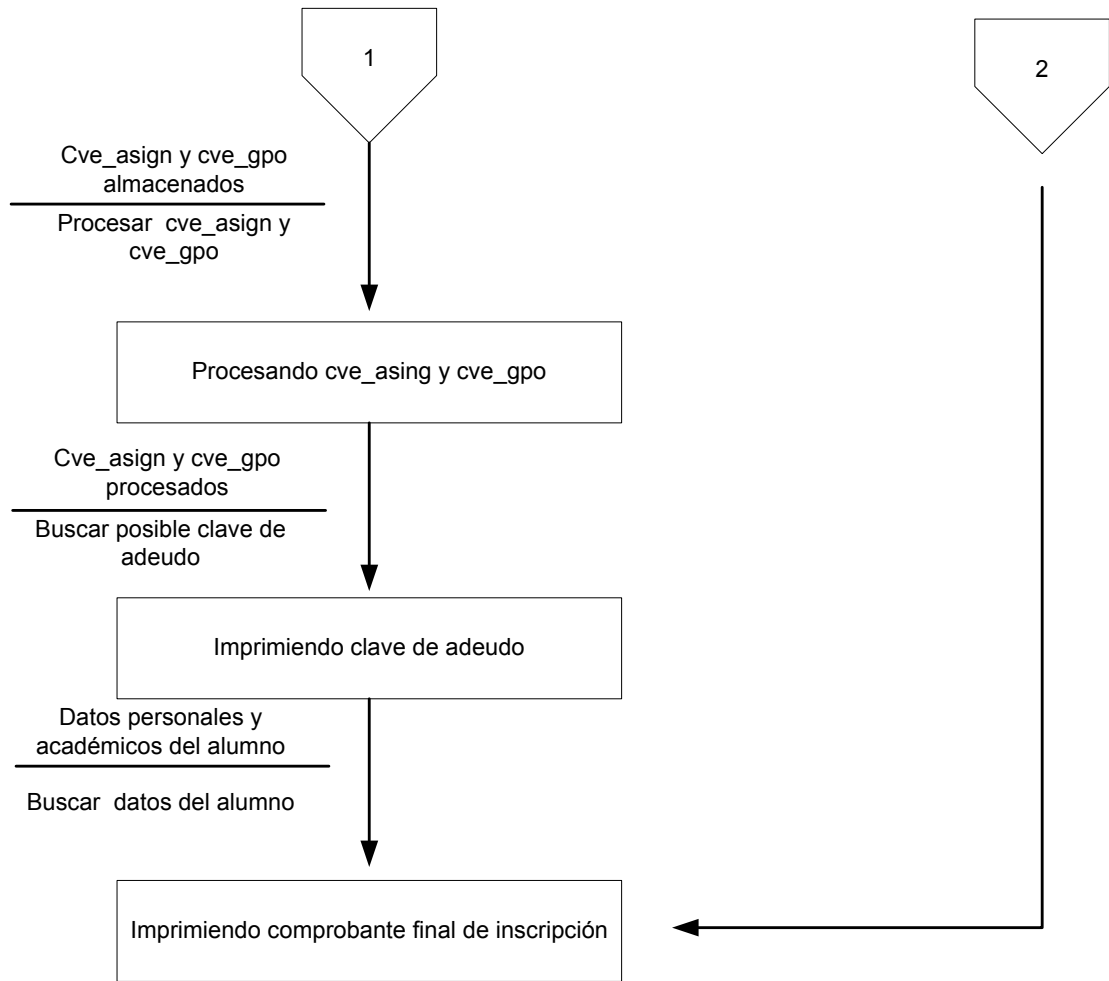 1
2
Cve_asign y cve_gpo
almacenados
Procesar cve_asign y
cve_gpo
Procesando cve_asing y cve_gpo
Cve_asign y cve_gpo
procesados
Buscar posible clave de
adeudo
Imprimiendo clave de adeudo
Datos personales y
académicos del alumno
Buscar datos del alumno
Imprimiendo comprobante final de inscripción